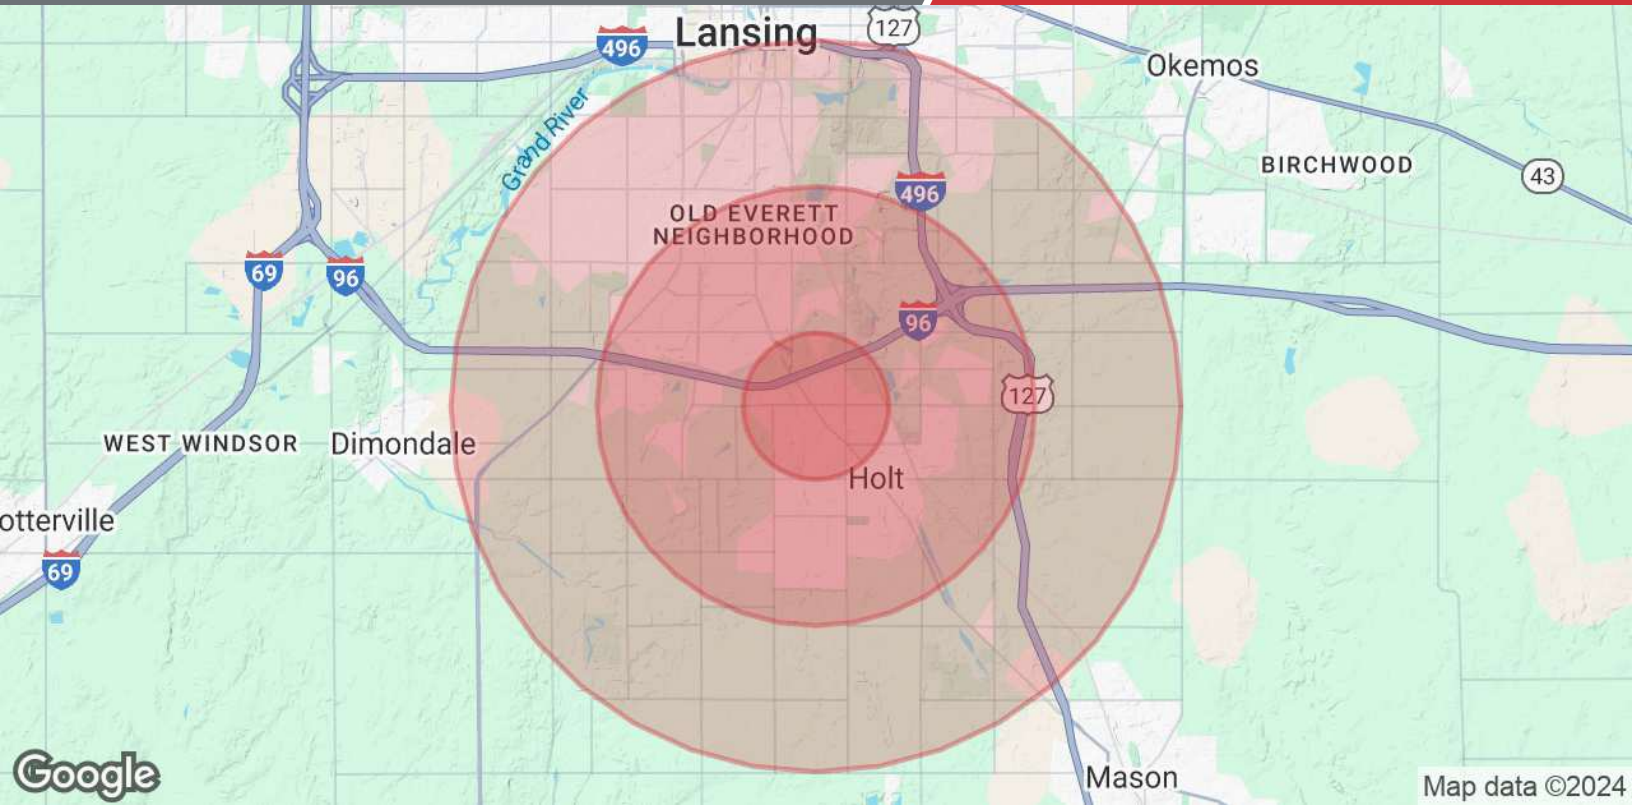 Lansing
127
496
Okemos
Grand River
BIRCHWOOD
43
496
OLD EVERETT
NEIGHBORHOOD
69
96
96
127
WEST WINDSOR
Dimondale
Holt
otterville
69
Google
Mason
Map data ©2024